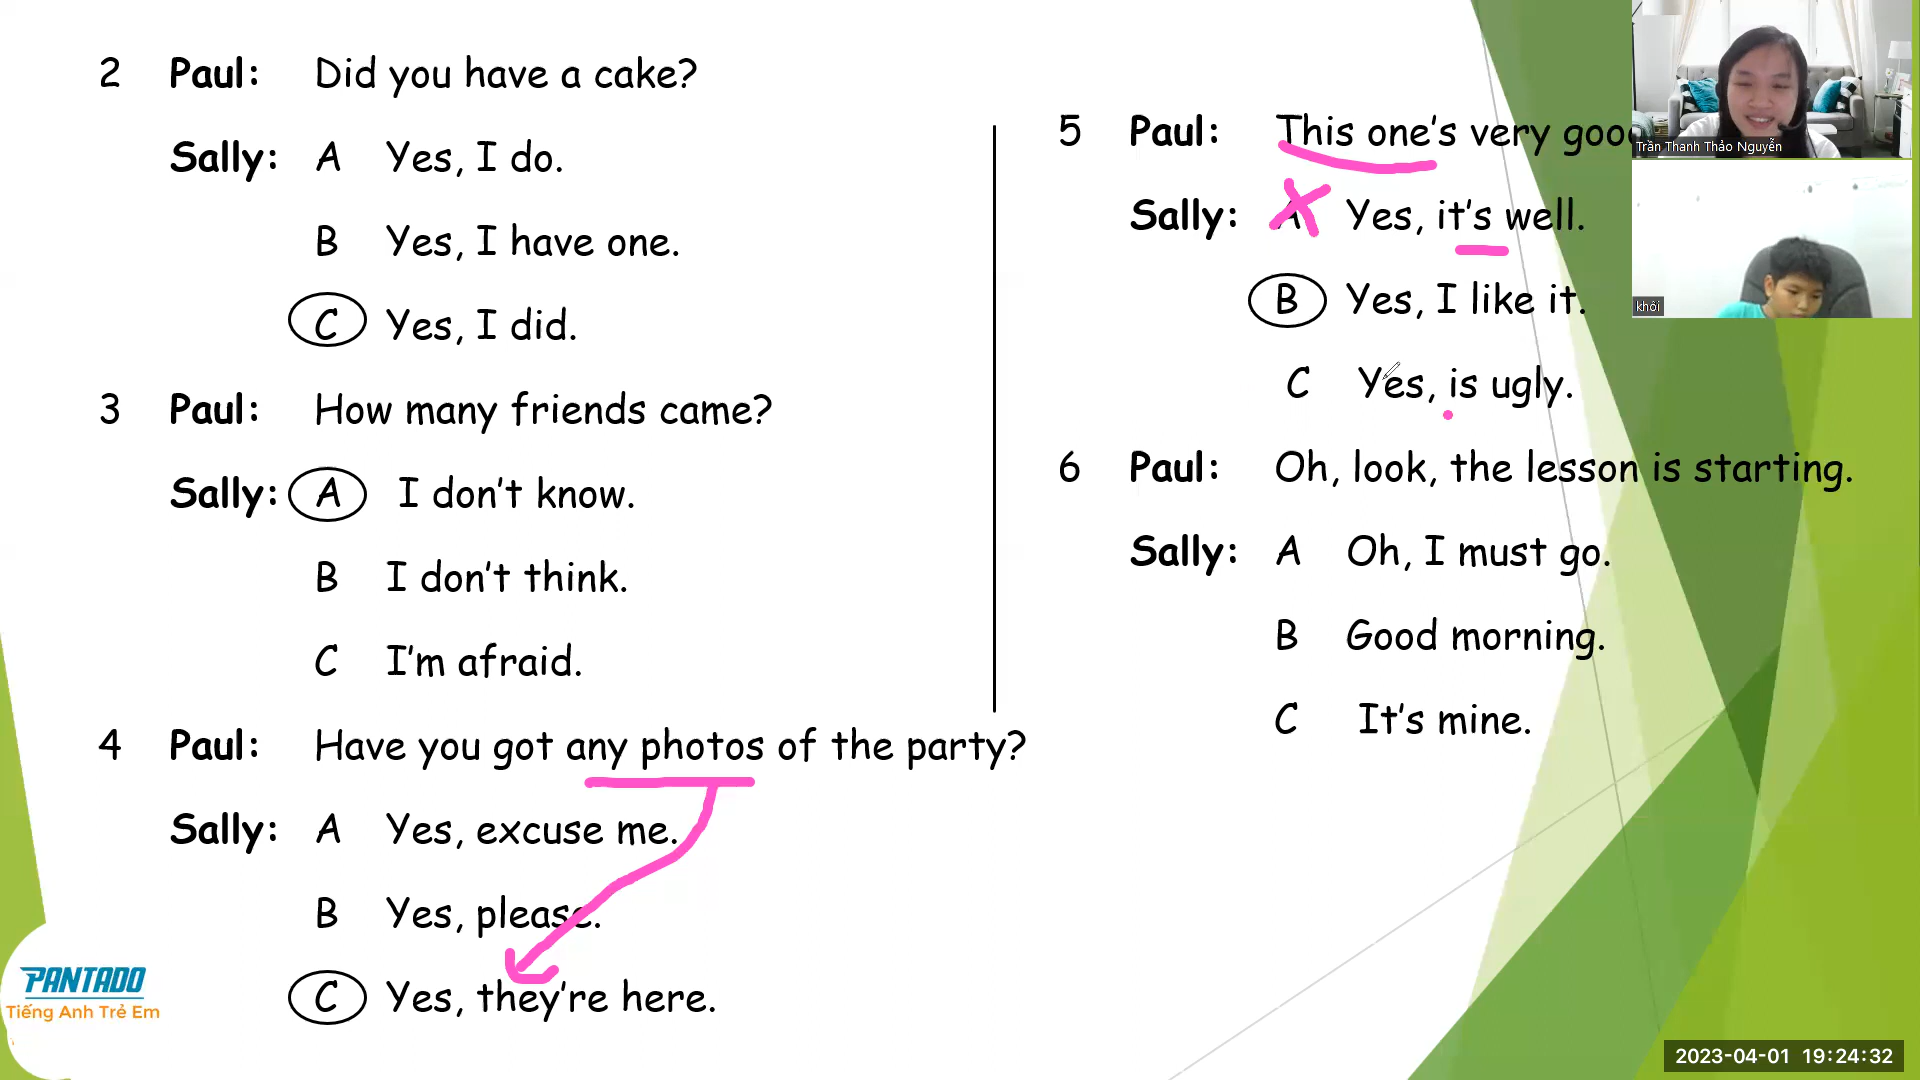 2 Paul: Did you have a cake?
Sally: A Yes, I do.
B Yes, I have one.
C Yes, I did.
3 Paul: How many friends came?
Sally: A I don't know.
B I don't think.
C I'm afraid.
4 Paul: Have you got any photos of the party?
Sally: A Yes, excuse me.
B Yes, please.
C Yes, they're here.
PANTADO
Tiếng Anh Trẻ Em
5 Paul: This one's very good
Sally: A Yes, it's well.
B Yes, I like it.
C Yes, is ugly.
6 Paul: Oh, look, the lesson is starting.
Sally: A Oh, I must go.
B Good morning.
C It's mine.
Trần Thanh Thảo Nguyễn
khôi
2023-04-01 19:24:32